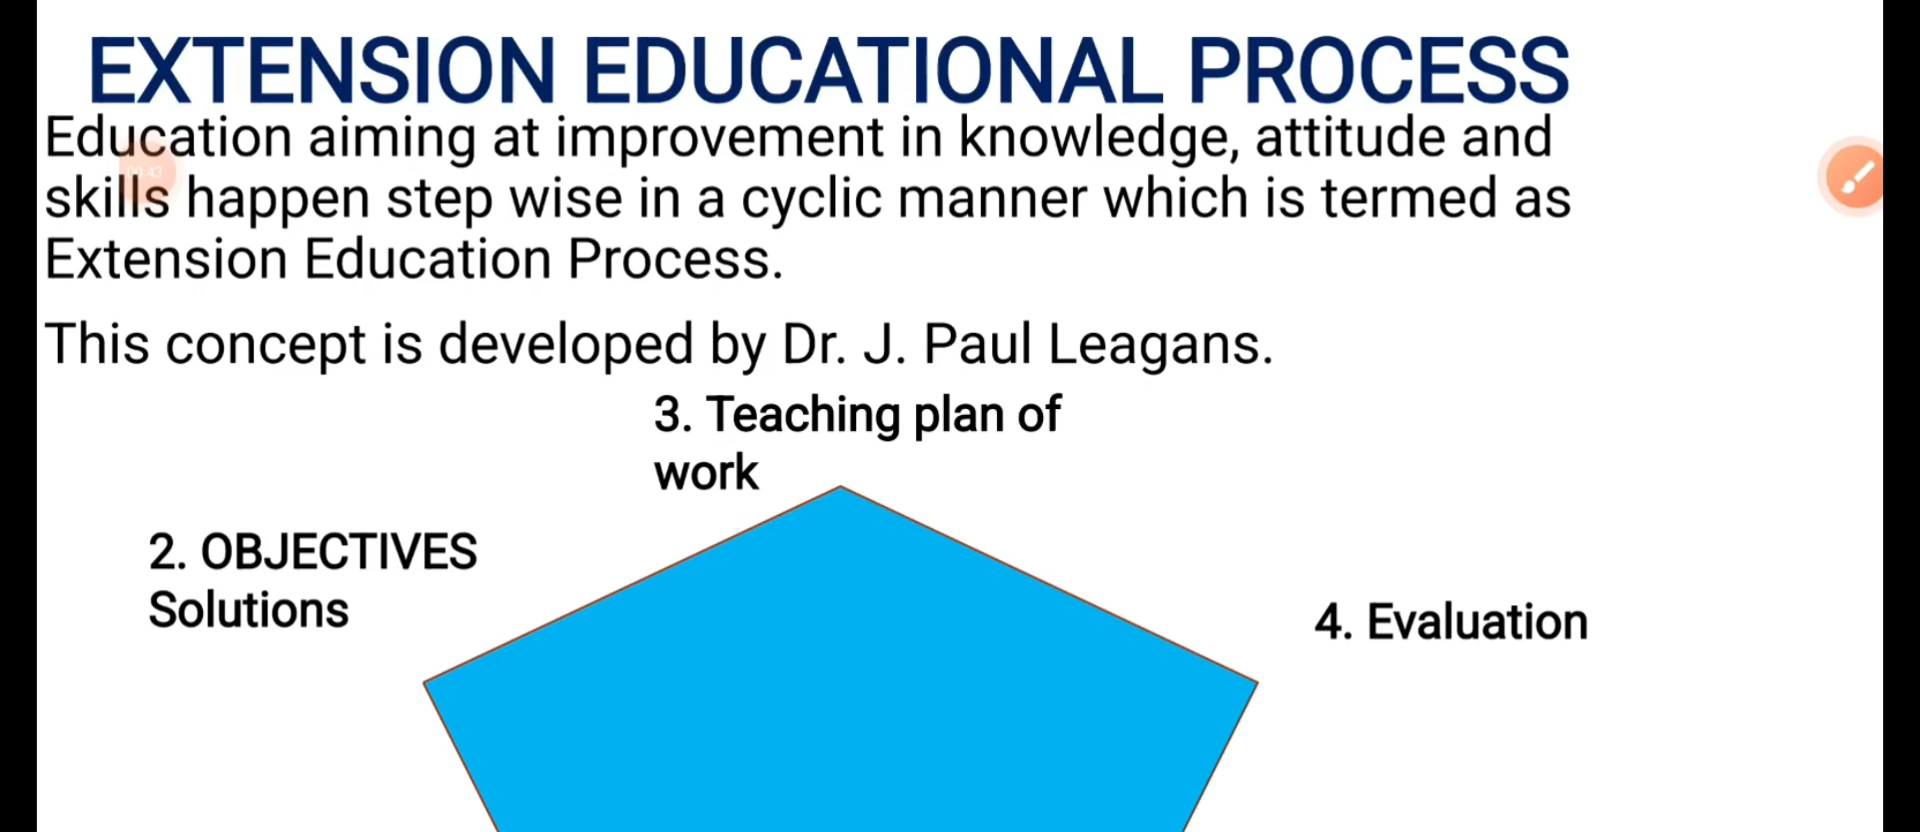 EXTENSION EDUCATIONAL PROCESS
Education aiming at improvement in knowledge, attitude and
skills happen step wise in a cyclic manner which is termed as
Extension Education Process.
00:43
This concept is developed by Dr. J. Paul Leagans.
3. Teaching plan of
work
2. OBJECTIVES
Solutions
4. Evaluation